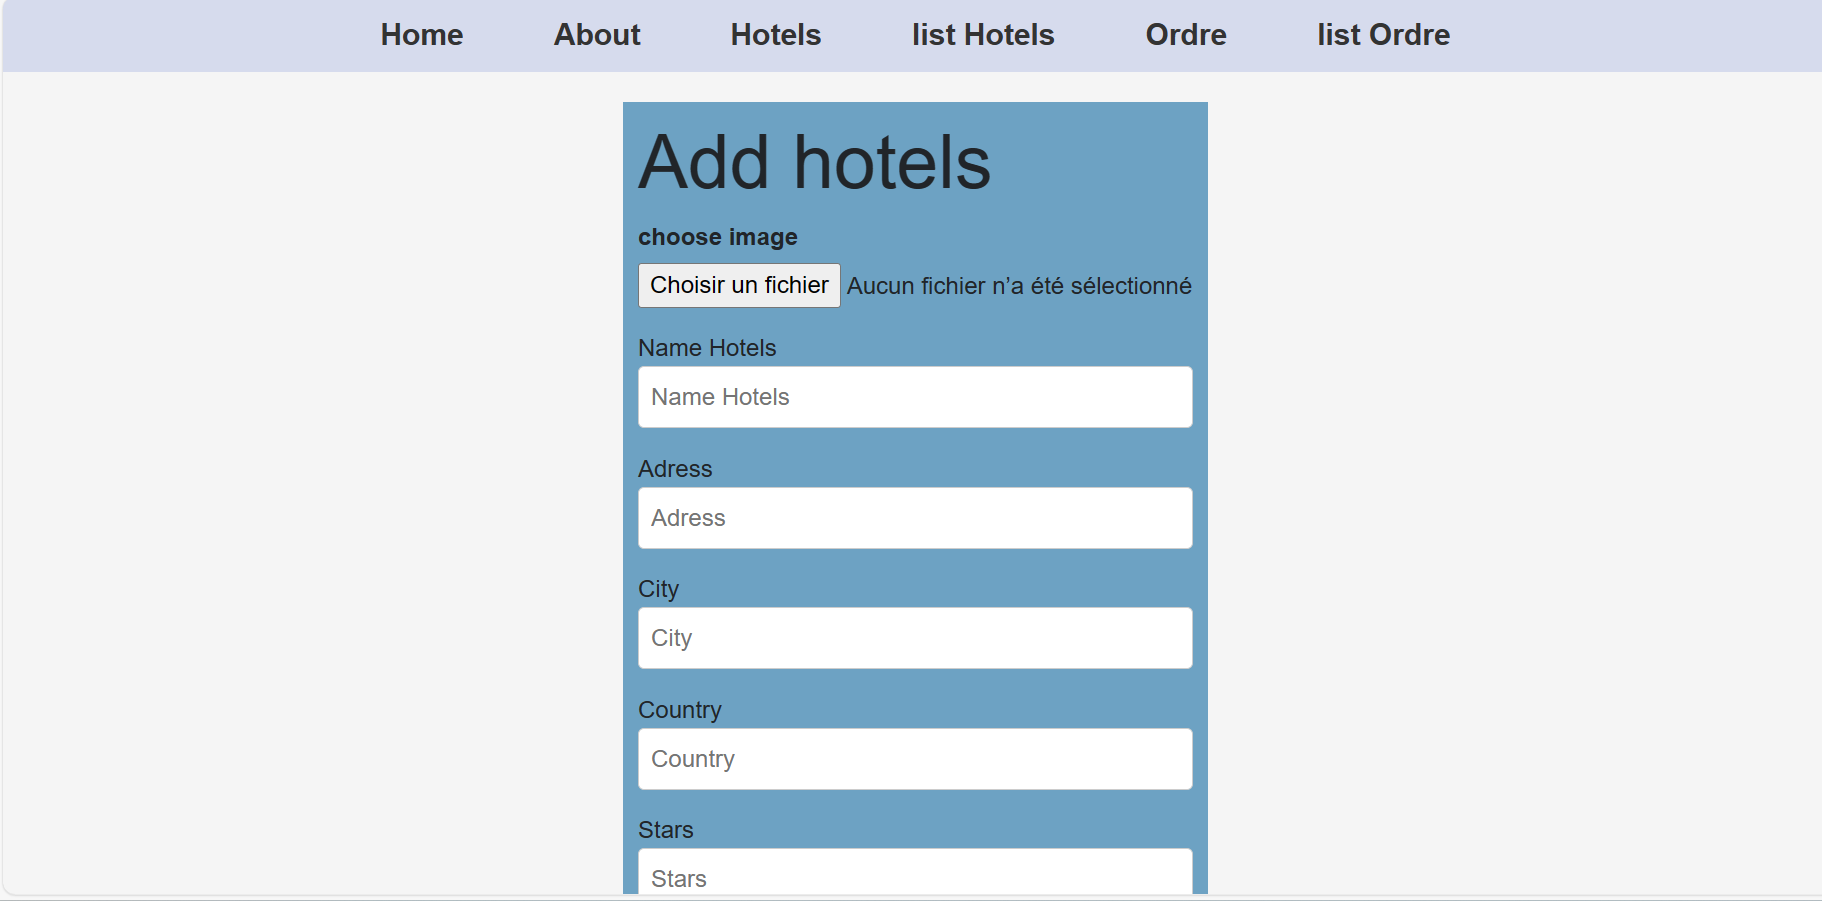 Home About Hotels list Hotels Ordre list Ordre
Add hotels
choose image
Choisir un fichier Aucun fichier n’a été sélectionné
Name Hotels
Name Hotels
Adress
Adress
City
City
Country
Country
Stars
Stars